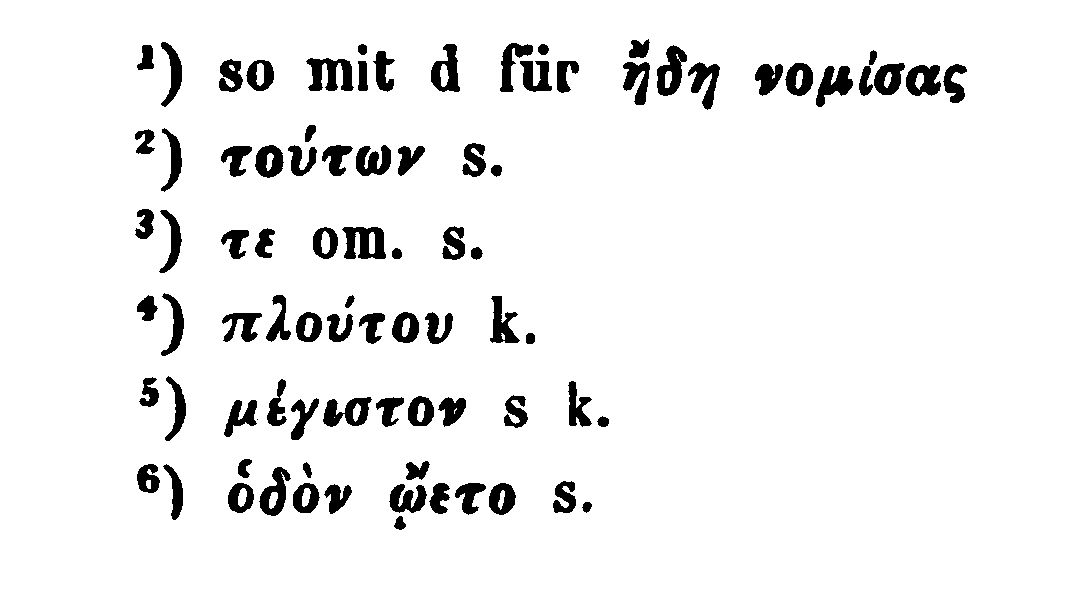 ¹) so mit d für ἤδη νομίσας
²) τούτων s.
³) τε om. s.
⁴) πλούτου k.
⁵) μέγιστον s k.
⁶) ὁδὸν ᾤετο s.